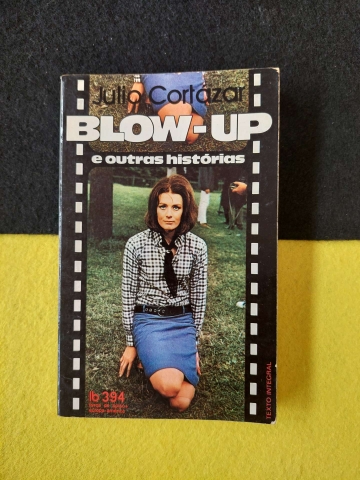 Julio Cortázar
BLOW-UP
e outras histórias
lb 394
TEXTO INTEGRAL